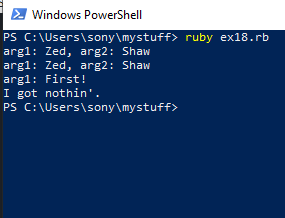 Windows PowerShell
PS C:\Users\sony\mystuff> ruby ex18.rb
arg1: Zed, arg2: Shaw
arg1: Zed, arg2: Shaw
arg1: First!
I got nothin'.
PS C:\Users\sony\mystuff>